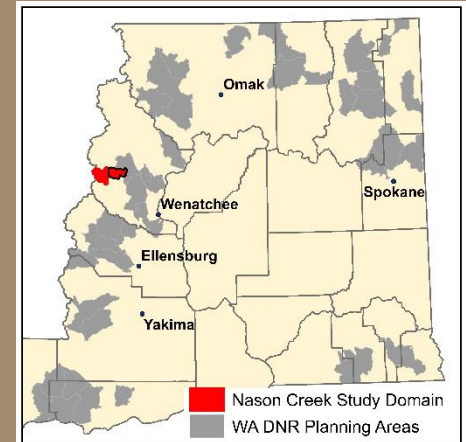 Omak
Spokane
Wenatchee
Ellensburg
Yakima
Nason Creek Study Domain
WA DNR Planning Areas